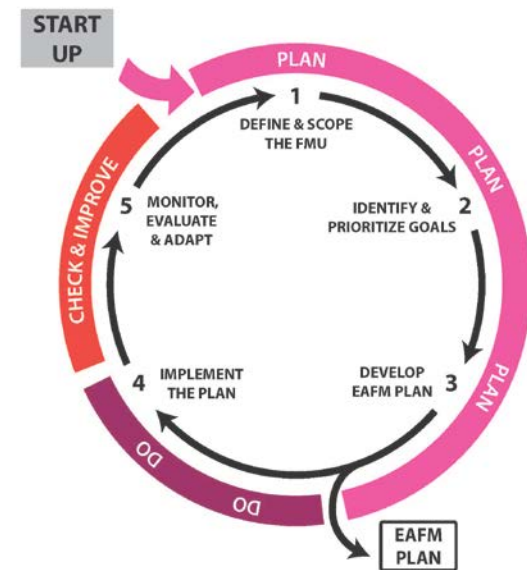 START
UP
PLAN
1
DEFINE & SCOPE
THE FMU
PLAN
2
IDENTIFY &
PRIORITIZE GOALS
PLAN
3
DEVELOP
EAFM PLAN
EAFM
PLAN
DO
DO
4
IMPLEMENT
THE PLAN
CHECK & IMPROVE
5
MONITOR,
EVALUATE
& ADAPT